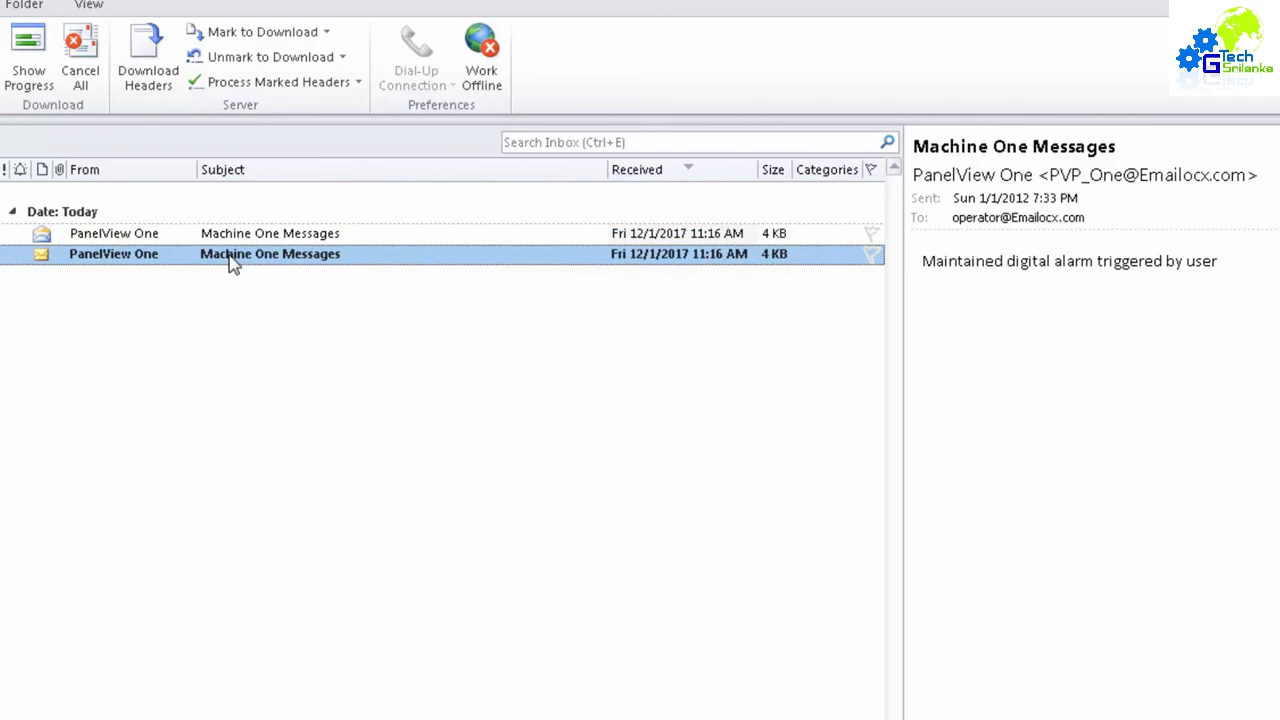 Folder View
Show Progress
Cancel All
Download
Download Headers
Mark to Download
Unmark to Download
Process Marked Headers
Server
Dial-Up Connection
Work Offline
Preferences
Tech
G Srilanka
Search Inbox (Ctrl+E)
! From Subject Received Size Categories
Date: Today
PanelView One Machine One Messages Fri 12/1/2017 11:16 AM 4 KB
PanelView One Machine One Messages Fri 12/1/2017 11:16 AM 4 KB
Machine One Messages
PanelView One <PVP_One@Emailocx.com>
Sent: Sun 1/1/2012 7:33 PM
To: operator@Emailocx.com
Maintained digital alarm triggered by user